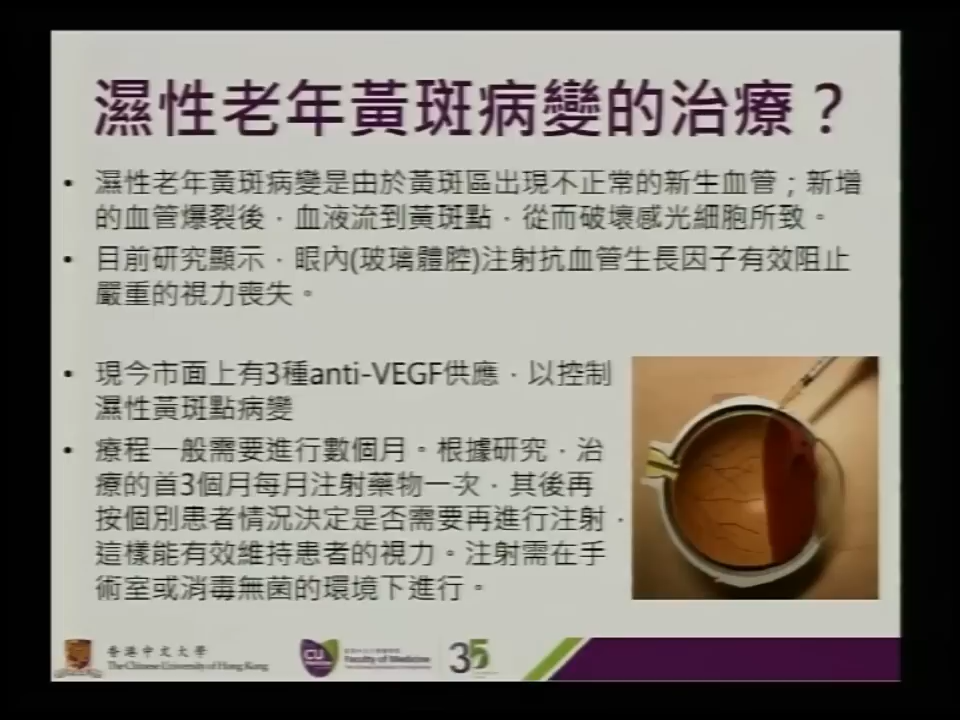 濕性老年黃斑病變的治療？
• 濕性老年黃斑病變是由於黃斑區出現不正常的新生血管；新增
的血管爆裂後，血液流到黃斑點，從而破壞感光細胞所致。
• 目前研究顯示，眼內(玻璃體腔)注射抗血管生長因子有效阻止
嚴重的視力喪失。
• 現今市面上有3種anti-VEGF供應，以控制
濕性黃斑點病變
• 療程一般需要進行數個月。根據研究，治
療的首3個月每月注射藥物一次，其後再
按個別患者情況決定是否需要再進行注射，
這樣能有效維持患者的視力。注射需在手
術室或消毒無菌的環境下進行。
香港中文大學
The Chinese University of Hong Kong
CU
Faculty of Medicine
35